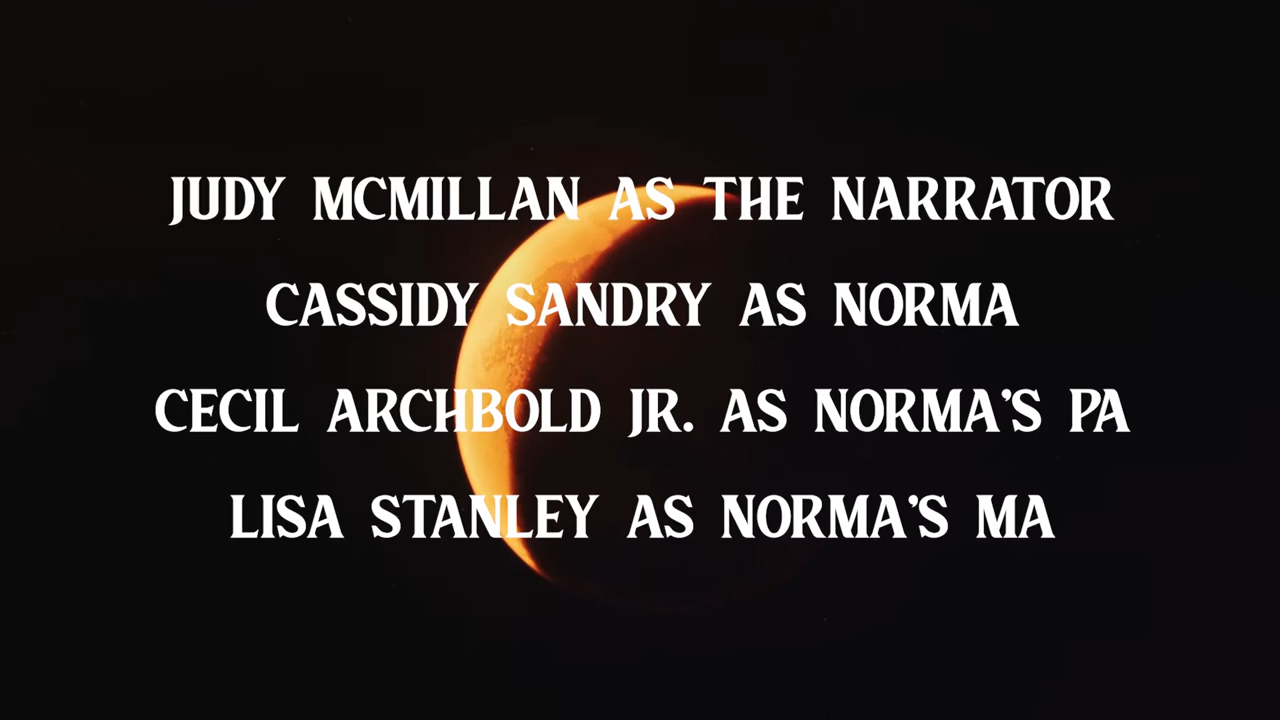 JUDY MCMILLAN AS THE NARRATOR
CASSIDY SANDRY AS NORMA
CECIL ARCHBOLD JR. AS NORMA'S PA
LISA STANLEY AS NORMA'S MA